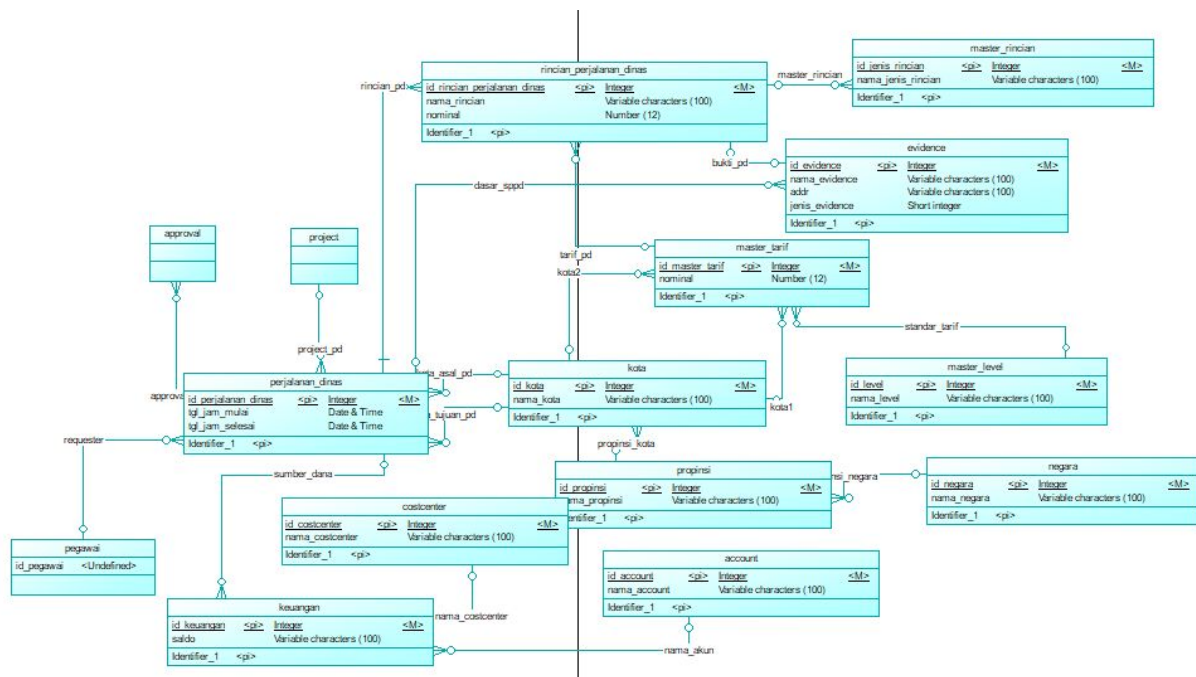 master_rincian
id_jenis_rincian <pi> Integer <M>
nama_jenis_rincian Variable characters (100)
Identifier_1 <pi>
rincian_perjalanan_dinas
id_rincian_perjalanan_dinas <pi> Integer <M>
nama_rincian Variable characters (100)
nominal Number (12)
Identifier_1 <pi>
master_rincian
rincian_pd
evidence
id_evidence <pi> Integer <M>
nama_evidence Variable characters (100)
addr Variable characters (100)
jenis_evidence Short integer
Identifier_1 <pi>
bukti_pd
dasar_sppd
approval
project
master_tarif
id_master_tarif <pi> Integer <M>
nominal Number (12)
Identifier_1 <pi>
tarif_pd
kota2
standar_tarif
project_pd
kota
id_kota <pi> Integer <M>
nama_kota Variable characters (100)
Identifier_1 <pi>
master_level
id_level <pi> Integer <M>
nama_level Variable characters (100)
Identifier_1 <pi>
_asal_pd
perjalanan_dinas
id_perjalanan_dinas <pi> Integer <M>
tgl_jam_mulai Date & Time
tgl_jam_selesai Date & Time
Identifier_1 <pi>
approva
_tujuan_pd
kota1
requester
propinsi_kota
sumber_dana
propinsi
id_propinsi <pi> Integer <M>
nama_propinsi Variable characters (100)
dentifier_1 <pi>
si_negara
negara
id_negara <pi> Integer <M>
nama_negara Variable characters (100)
Identifier_1 <pi>
costcenter
id_costcenter <pi> Integer <M>
nama_costcenter Variable characters (100)
Identifier_1 <pi>
pegawai
id_pegawai <Undefined>
account
id_account <pi> Integer <M>
nama_account Variable characters (100)
Identifier_1 <pi>
keuangan
id_keuangan <pi> Integer <M>
saldo Variable characters (100)
Identifier_1 <pi>
nama_costcenter
nama_akun